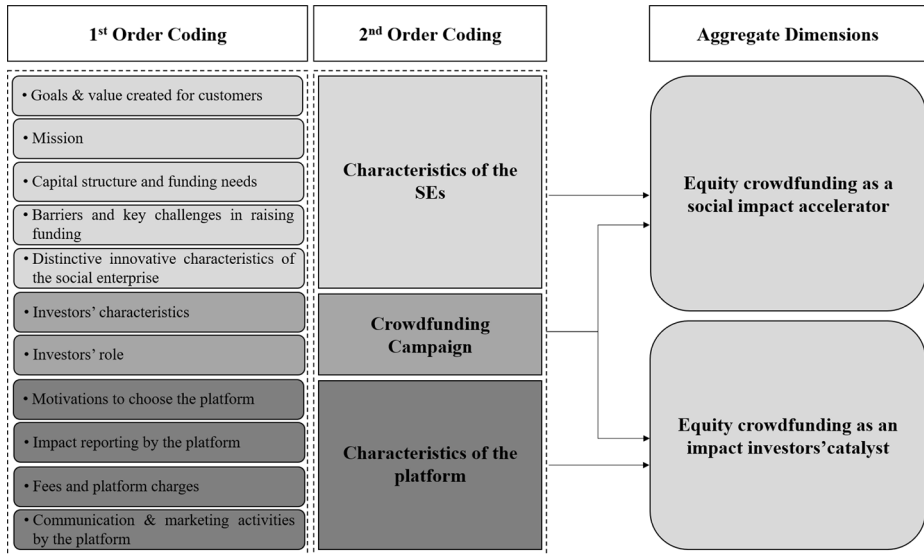 1st Order Coding
2nd Order Coding
Aggregate Dimensions
• Goals & value created for customers
• Mission
• Capital structure and funding needs
• Barriers and key challenges in raising
funding
• Distinctive innovative characteristics of
the social enterprise
• Investors’ characteristics
• Investors’ role
• Motivations to choose the platform
• Impact reporting by the platform
• Fees and platform charges
• Communication & marketing activities
by the platform
Characteristics of the
SEs
Crowdfunding
Campaign
Characteristics of the
platform
Equity crowdfunding as a
social impact accelerator
Equity crowdfunding as an
impact investors’catalyst